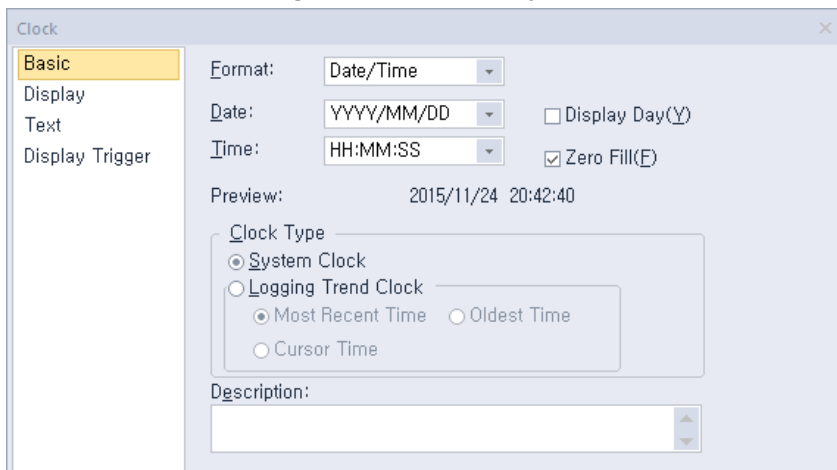 Clock
Basic
Display
Text
Display Trigger
Format: Date/Time
Date: YYYY/MM/DD Display Day(Y)
Time: HH:MM:SS Zero Fill(F)
Preview: 2015/11/24 20:42:40
Clock Type
System Clock
Logging Trend Clock
Most Recent Time Oldest Time
Cursor Time
Description: